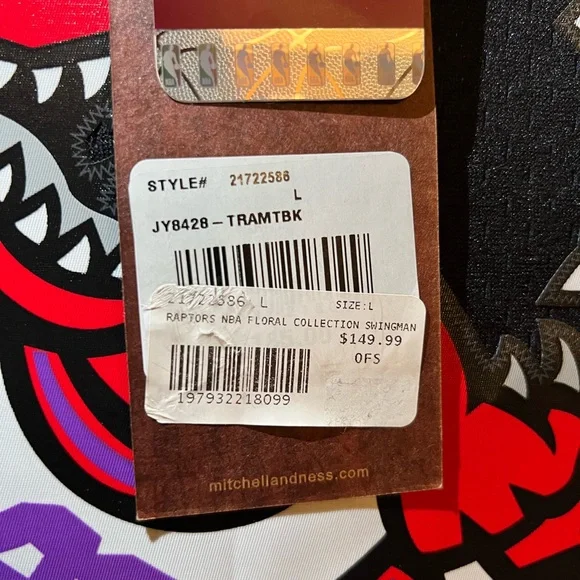 STYLE# 21722586
L
JY8428-TRAMTBK
21722586 L SIZE:L
RAPTORS NBA FLORAL COLLECTION SWINGMAN
$149.99
OFS
197932218099
mitchellandness.com